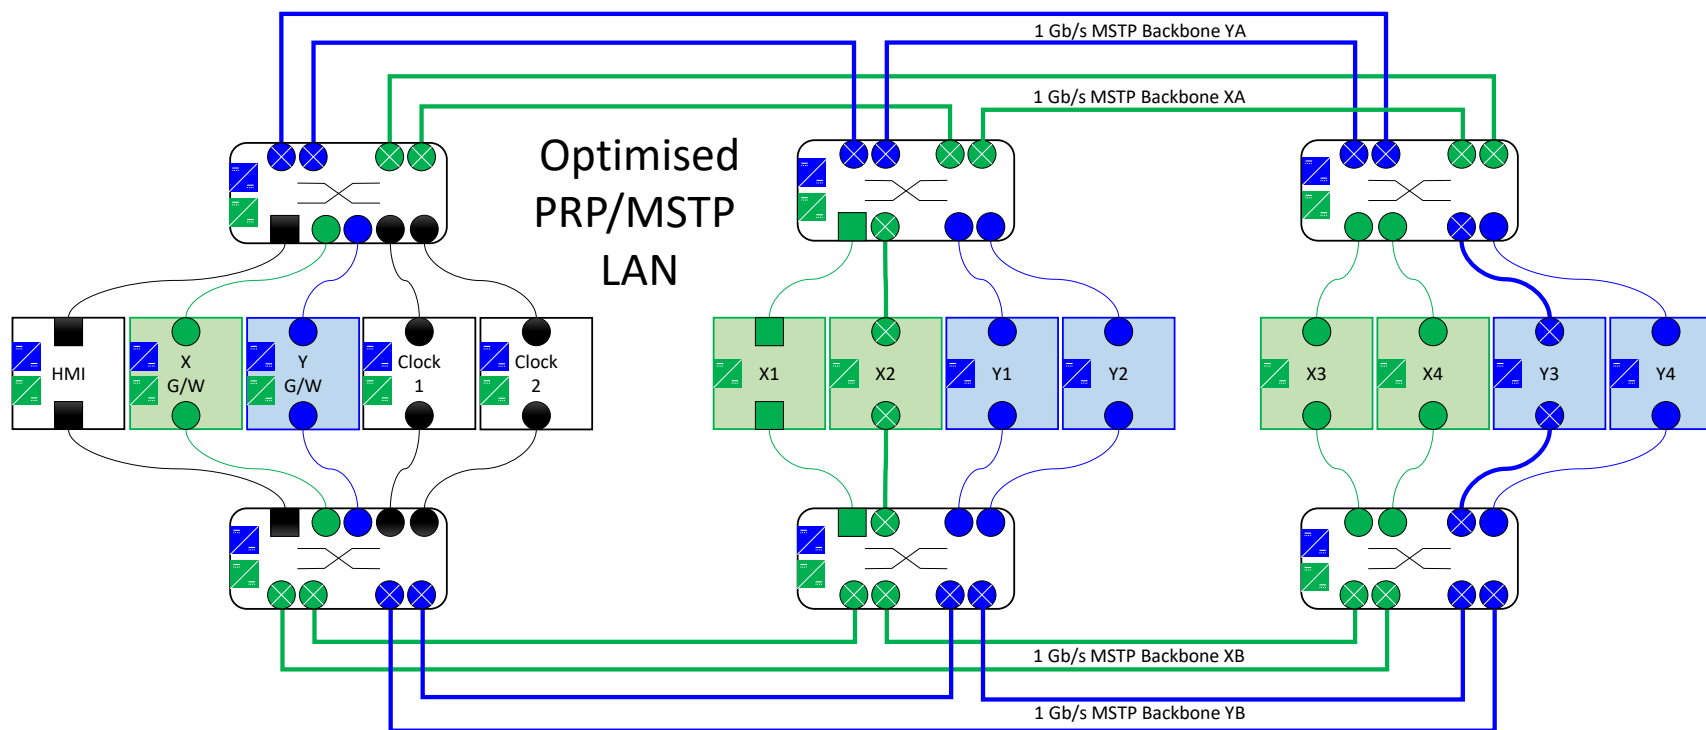 1 Gb/s MSTP Backbone YA
1 Gb/s MSTP Backbone XA
Optimised
PRP/MSTP
LAN
HMI
X
G/W
Y
G/W
Clock
1
Clock
2
X1
X2
Y1
Y2
X3
X4
Y3
Y4
1 Gb/s MSTP Backbone XB
1 Gb/s MSTP Backbone YB